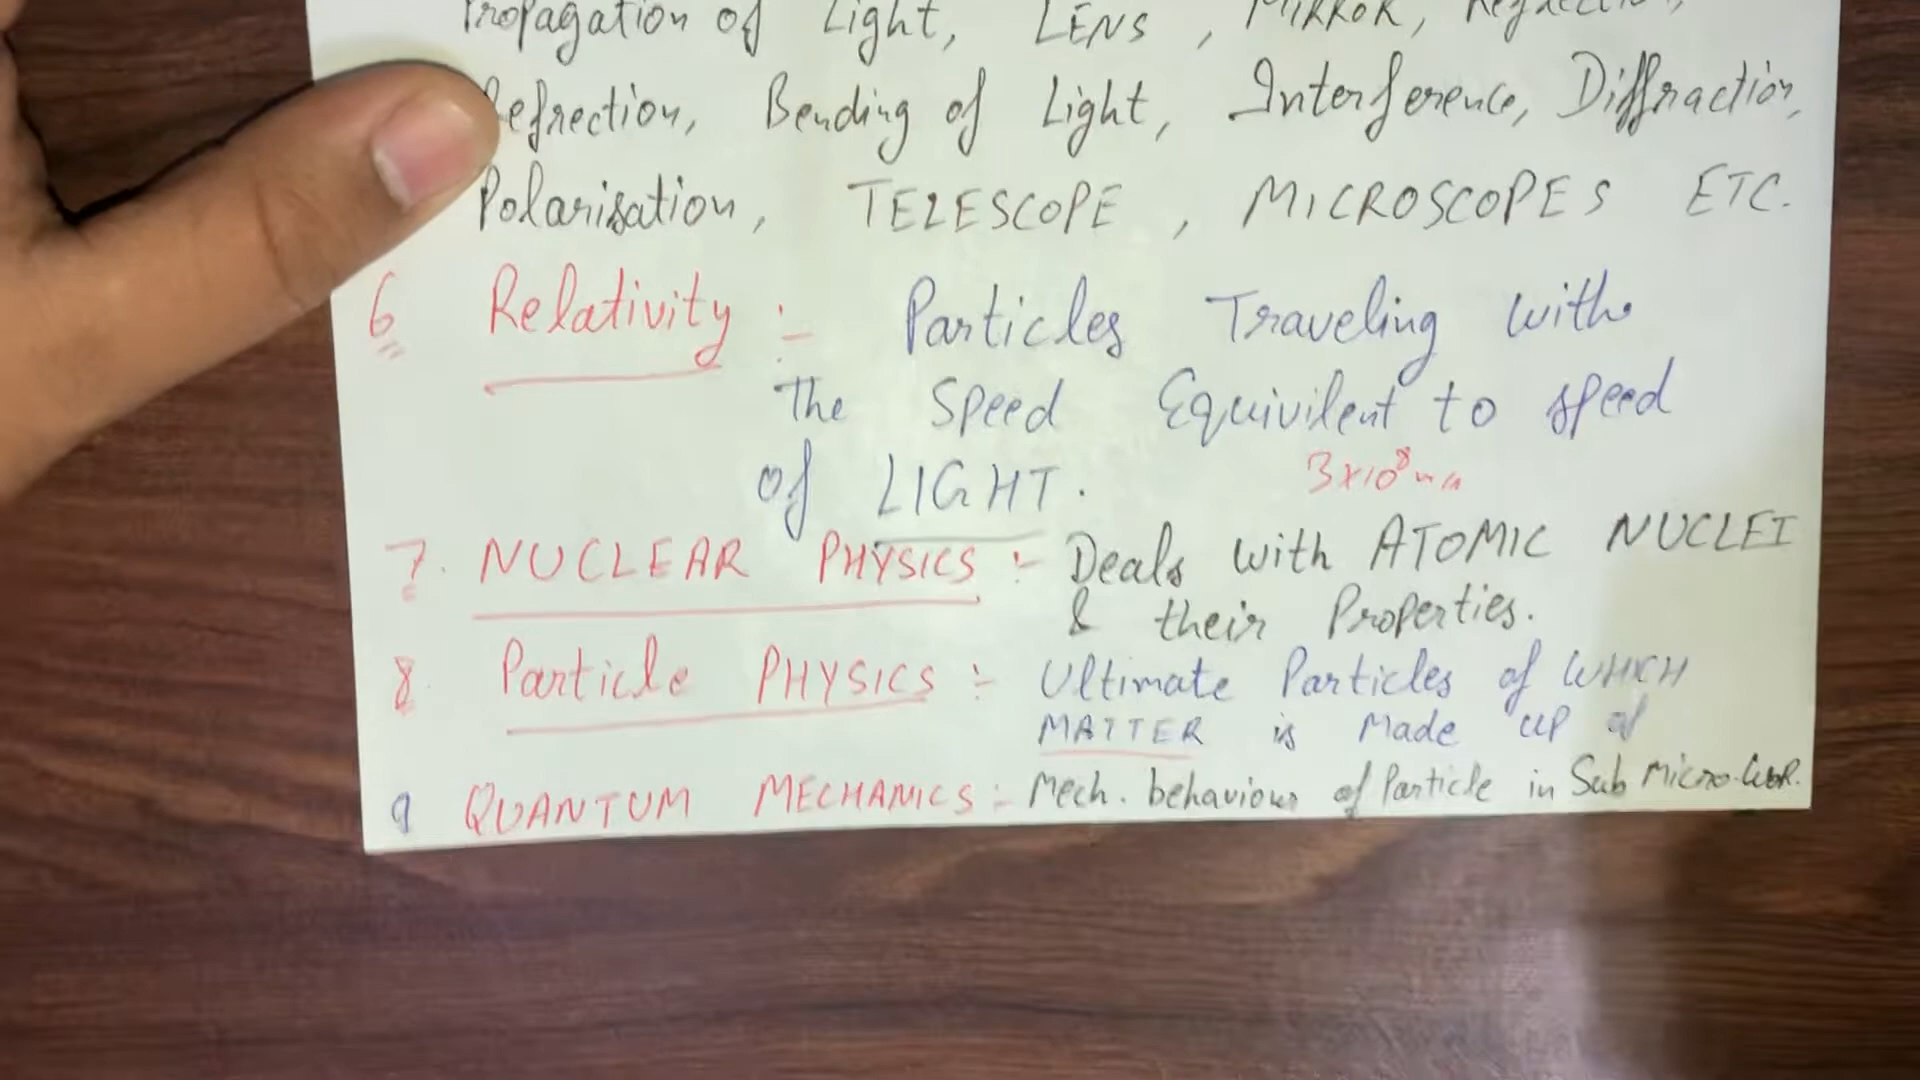 Propagation of Light, LENS, MIRROR, Reflection,
Refrection, Bending of Light, Interference, Diffraction,
Polarisation, TELESCOPE, MICROSCOPES ETC.
6 Relativity :- Particles Traveling with
The Speed Equivilent to speed
of LIGHT. 3x10⁸
7. NUCLEAR PHYSICS :- Deals with ATOMIC NUCLEI
& their Properties.
8 Particle PHYSICS :- Ultimate Particles of WHICH
MATTER is Made up of
9 QUANTUM MECHANICS :- Mech. behaviour of Particle in Sub Micro